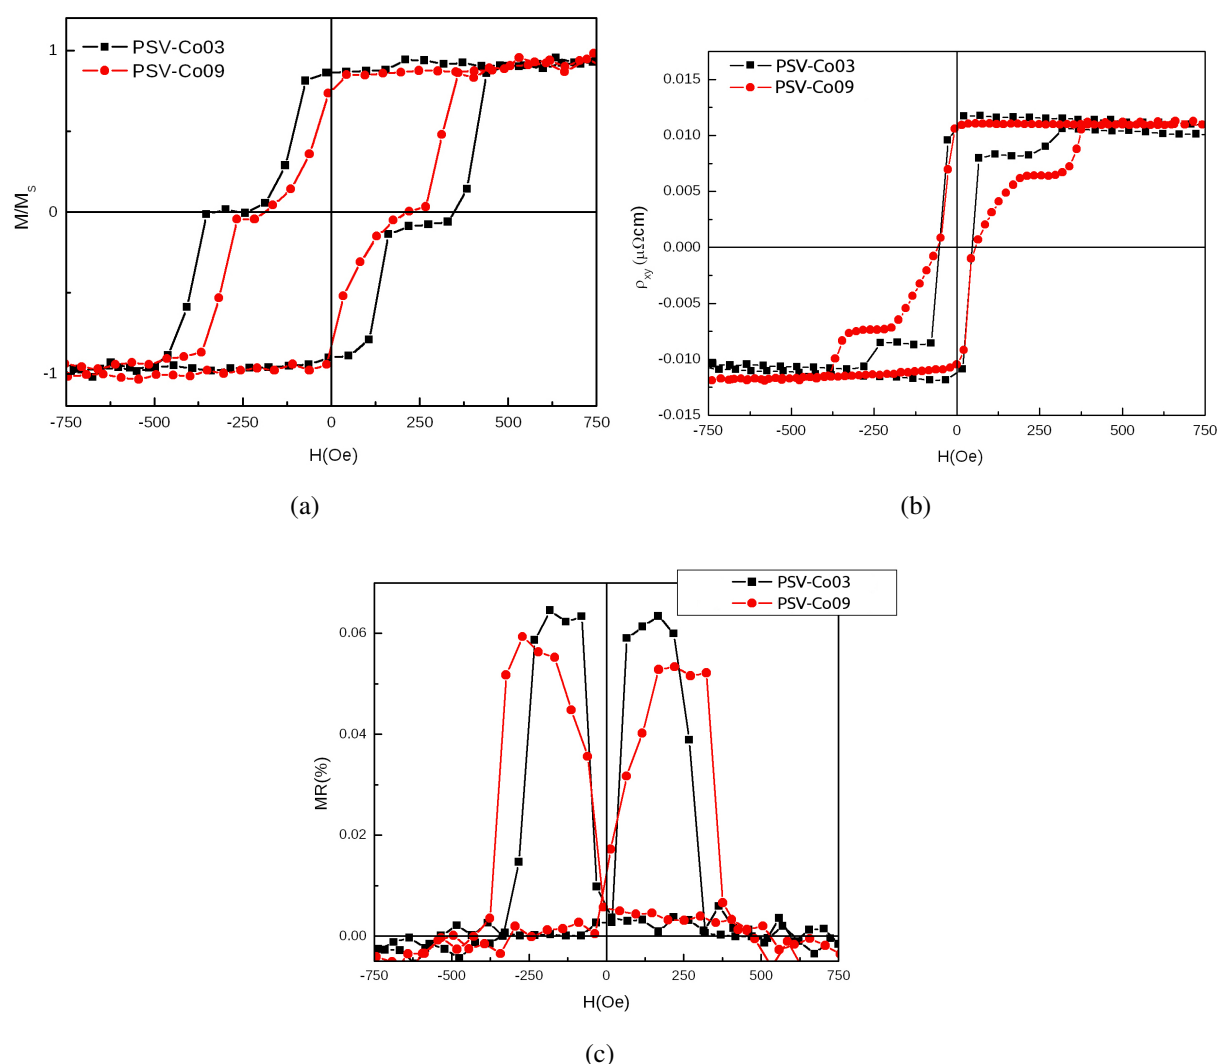 PSV-Co03
PSV-Co09
1
0
-1
M/Ms
-750 -500 -250 0 250 500 750
H(Oe)
(a)
PSV-Co03
PSV-Co09
0.015
0.010
0.005
0.000
-0.005
-0.010
-0.015
ρxy (μΩcm)
-750 -500 -250 0 250 500 750
H(Oe)
(b)
PSV-Co03
PSV-Co09
0.06
0.04
0.02
0.00
MR(%)
-750 -500 -250 0 250 500 750
H(Oe)
(c)